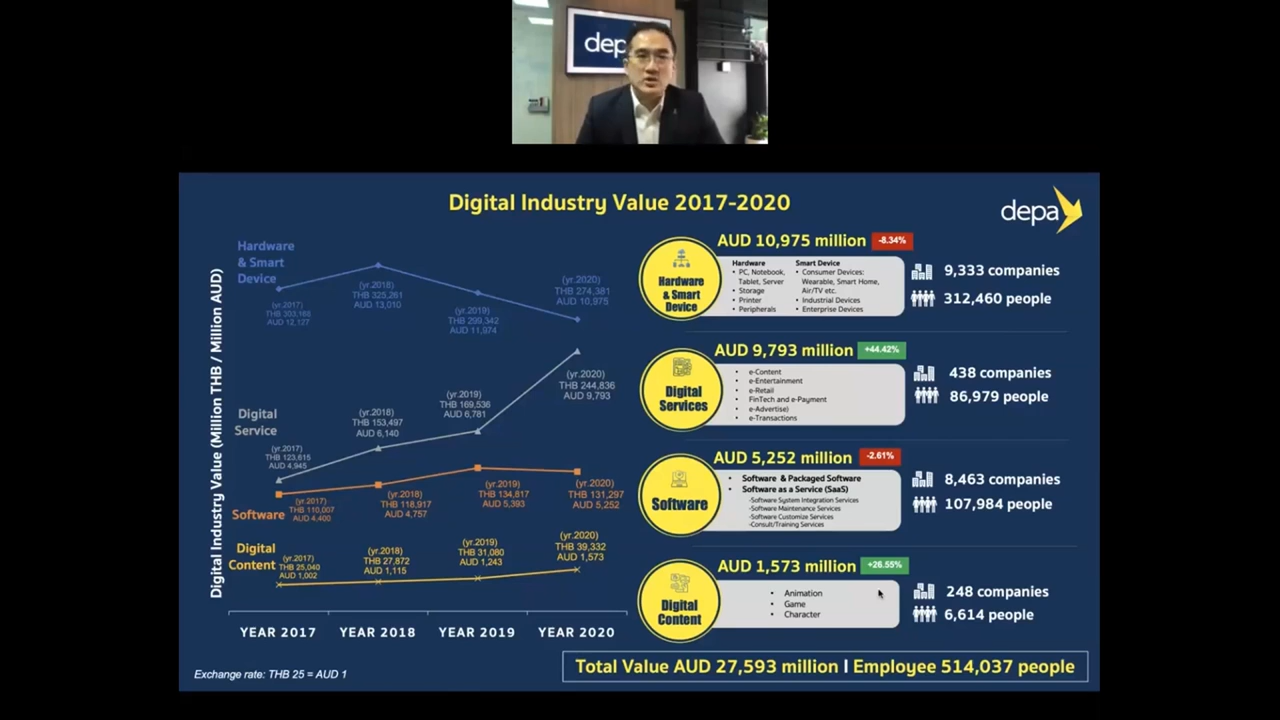 dep
Digital Industry Value 2017-2020
depa
Digital Industry Value (Million THB / Million AUD)
Hardware
& Smart
Device
(yr.2017)
THB 303,168
AUD 12,127
(yr.2018)
THB 325,261
AUD 13,010
(yr.2019)
THB 299,342
AUD 11,974
(yr.2020)
THB 274,381
AUD 10,975
Digital
Service
(yr.2017)
THB 123,615
AUD 4,945
(yr.2018)
THB 153,497
AUD 6,140
(yr.2019)
THB 169,536
AUD 6,781
(yr.2020)
THB 244,836
AUD 9,793
Software
(yr.2017)
THB 110,007
AUD 4,400
(yr.2018)
THB 118,917
AUD 4,757
(yr.2019)
THB 134,817
AUD 5,393
(yr.2020)
THB 131,297
AUD 5,252
Digital
Content
(yr.2017)
THB 25,040
AUD 1,002
(yr.2018)
THB 27,872
AUD 1,115
(yr.2019)
THB 31,080
AUD 1,243
(yr.2020)
THB 39,332
AUD 1,573
YEAR 2017 YEAR 2018 YEAR 2019 YEAR 2020
Exchange rate: THB 25 = AUD 1
AUD 10,975 million -8.34%
Hardware
& Smart
Device
Hardware
• PC, Notebook,
Tablet, Server
• Storage
• Printer
• Peripherals
Smart Device
• Consumer Devices:
Wearable, Smart Home,
Air/TV etc.
• Industrial Devices
• Enterprise Devices
9,333 companies
312,460 people
AUD 9,793 million +44.42%
Digital
Services
• e-Content
• e-Entertainment
• e-Retail
• FinTech and e-Payment
• e-Advertise)
• e-Transactions
438 companies
86,979 people
AUD 5,252 million -2.61%
Software
• Software & Packaged Software
• Software as a Service (SaaS)
-Software System Integration Services
-Software Maintenance Services
-Software Customize Services
-Consult/Training Services
8,463 companies
107,984 people
AUD 1,573 million +26.55%
Digital
Content
• Animation
• Game
• Character
248 companies
6,614 people
Total Value AUD 27,593 million | Employee 514,037 people